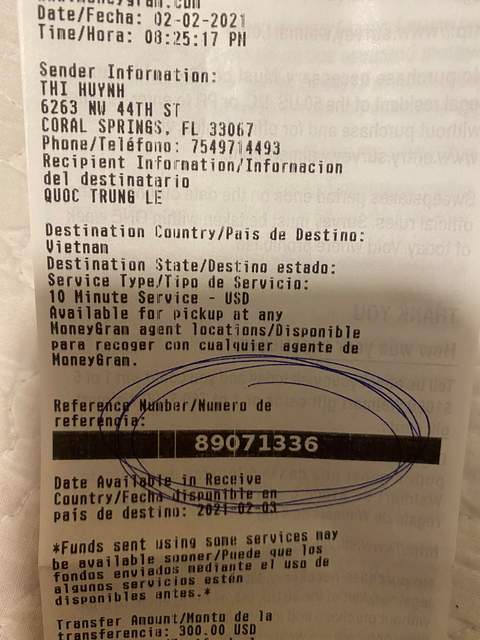 Date/Fecha: 02-02-2021
Time/Hora: 08:25:17 PM
Sender Information:
THI HUYNH
6263 NW 44TH ST
CORAL SPRINGS, FL 33067
Phone/Teléfono: 7549714493
Recipient Information/Informacion
del destinatario
QUOC TRUNG LE
Destination Country/Pais de Destino:
Vietnam
Destination State/Destino estado:
Service Type/Tipo de Servicio:
10 Minute Service - USD
Available for pickup at any
MoneyGram agent locations/Disponible
para recoger con cualquier agente de
MoneyGram.
Reference Number/Numero de
referencia:
89071336
Date Available in Receive
Country/Fecha disponible en
país de destino: 2021-02-03
*Funds sent using some services may
be available sooner/Puede que los
fondos enviados mediante el uso de
algunos servicios estén
disponibles antes.*
Transfer Amount/Monto de la
transferencia: 300.00 USD